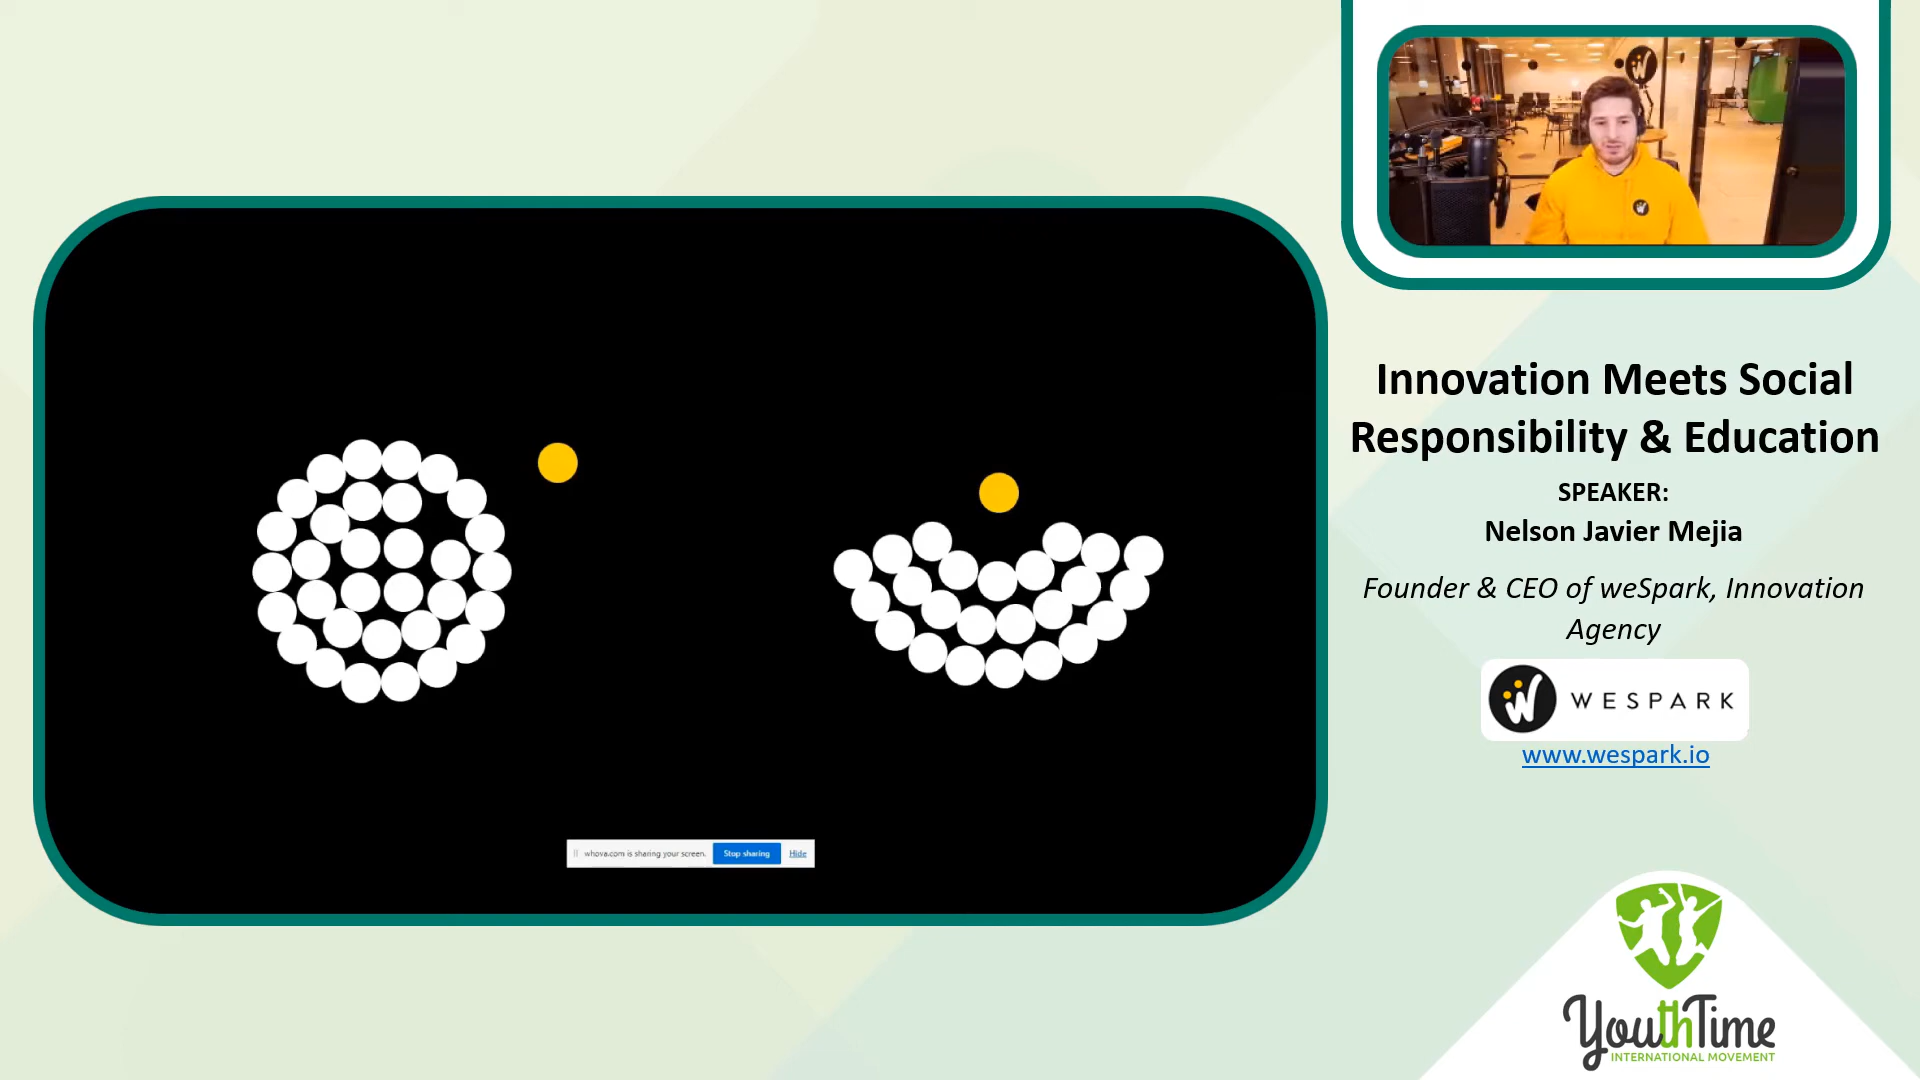 Innovation Meets Social
Responsibility & Education
SPEAKER:
Nelson Javier Mejia
Founder & CEO of weSpark, Innovation
Agency
WESPARK
www.wespark.io
whova.com is sharing your screen. Stop sharing Hide
YouthTime
INTERNATIONAL MOVEMENT